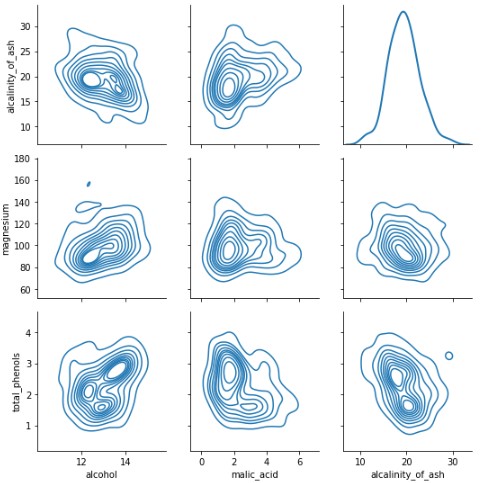 alcalinity_of_ash
30
25
20
15
10
magnesium
180
160
140
120
100
80
60
total_phenols
4
3
2
1
12 14
0 2 4 6
10 20 30
alcohol
malic_acid
alcalinity_of_ash